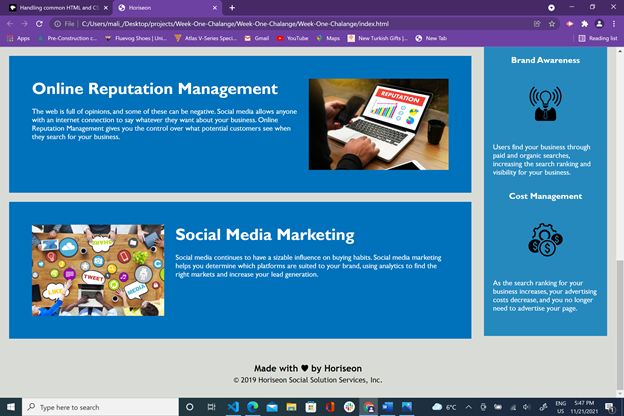 Handling common HTML and CS
Horiseon
File
C:/Users/mali_/Desktop/projects/Week-One-Chalange/Week-One-Chalange/Week-One-Chalange/index.html
Apps
Pre-Construction c...
Fluevog Shoes | Uni...
Atlas V-Series Speci...
Gmail
YouTube
Maps
New Turkish Gifts |...
New Tab
Reading list
Online Reputation Management
The web is full of opinions, and some of these can be negative. Social media allows anyone
with an internet connection to say whatever they want about your business. Online
Reputation Management gives you the control over what potential customers see when
they search for your business.
REPUTATION
Social Media Marketing
Social media continues to have a sizable influence on buying habits. Social media marketing
helps you determine which platforms are suited to your brand, using analytics to find the
right markets and increase your lead generation.
SHARE
TWEET
LIKE
MEDIA
Brand Awareness
Users find your business through
paid and organic searches,
increasing the search ranking and
visibility for your business.
Cost Management
As the search ranking for your
business increases, your advertising
costs decrease, and you no longer
need to advertise your page.
Made with ♥ by Horiseon
© 2019 Horiseon Social Solution Services, Inc.
Type here to search
6°C
ENG
US
5:47 PM
11/21/2021